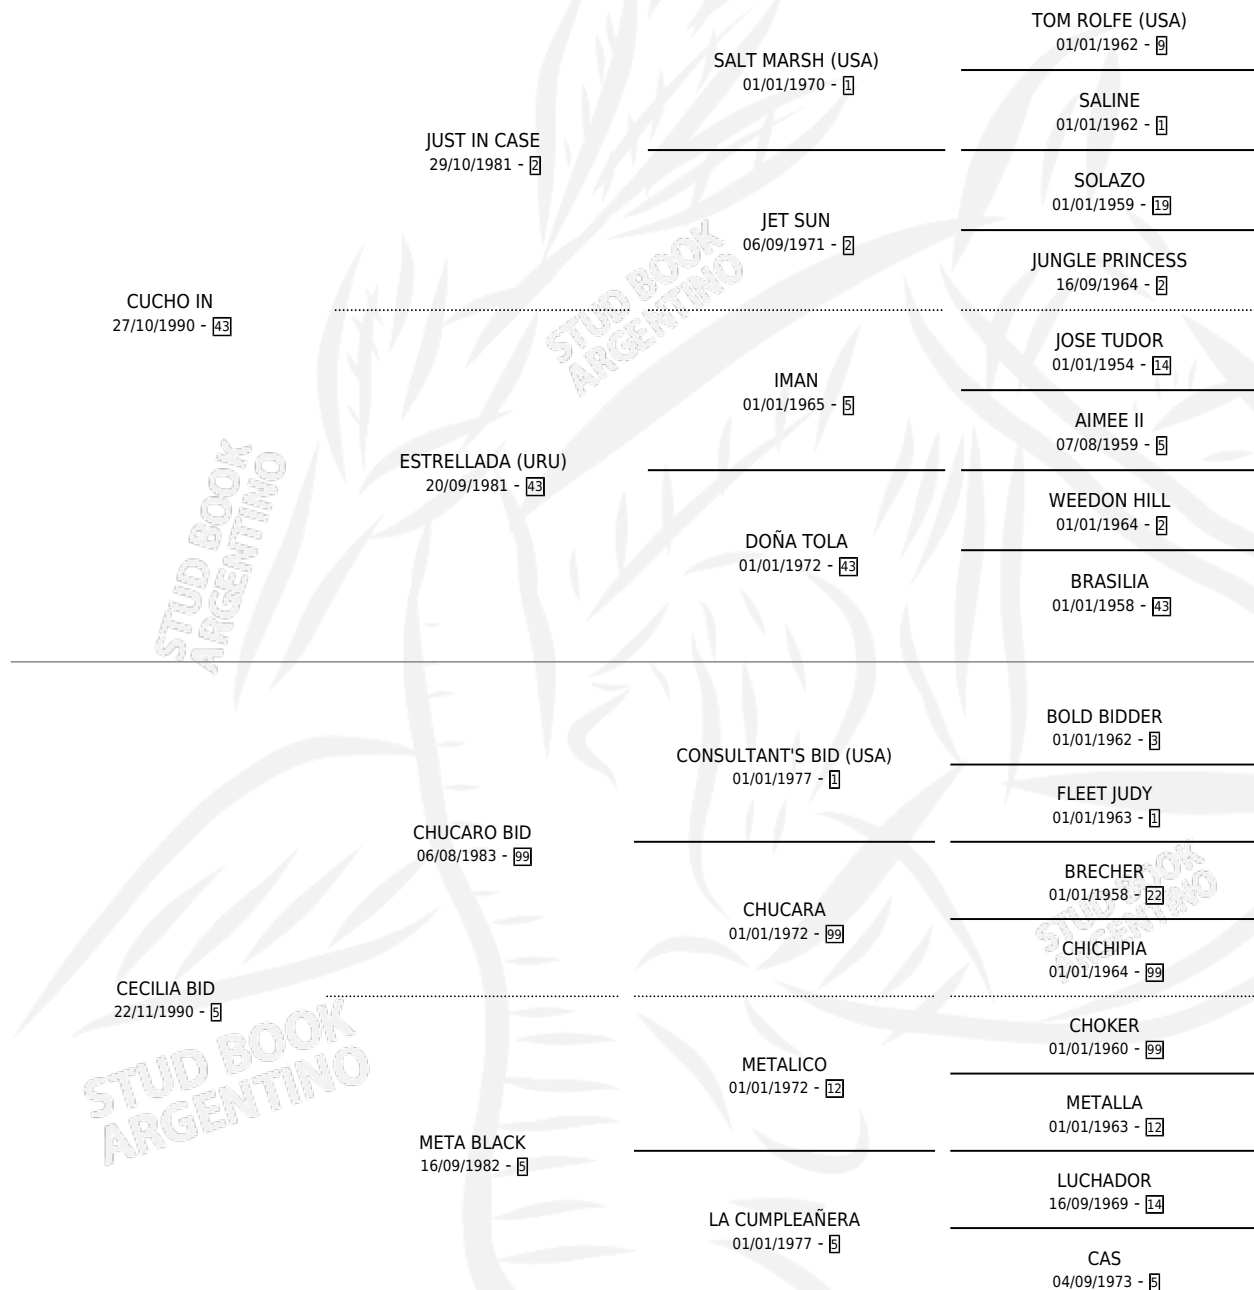 TOM ROLFE (USA)
01/01/1962 - 9
SALT MARSH (USA)
01/01/1970 - 1
SALINE
01/01/1962 - 1
JUST IN CASE
29/10/1981 - 2
SOLAZO
01/01/1959 - 19
JET SUN
06/09/1971 - 2
JUNGLE PRINCESS
16/09/1964 - 2
CUCHO IN
27/10/1990 - 43
JOSE TUDOR
01/01/1954 - 14
IMAN
01/01/1965 - 5
AIMEE II
07/08/1959 - 5
ESTRELLADA (URU)
20/09/1981 - 43
WEEDON HILL
01/01/1964 - 2
DOÑA TOLA
01/01/1972 - 43
BRASILIA
01/01/1958 - 43
STUD BOOK
ARGENTINO
STUD BOOK
ARGENTINO
BOLD BIDDER
01/01/1962 - 3
CONSULTANT'S BID (USA)
01/01/1977 - 1
FLEET JUDY
01/01/1963 - 1
CHUCARO BID
06/08/1983 - 99
BRECHER
01/01/1958 - 22
CHUCARA
01/01/1972 - 99
CHICHIPIA
01/01/1964 - 99
CECILIA BID
22/11/1990 - 5
CHOKER
01/01/1960 - 99
METALICO
01/01/1972 - 12
METALLA
01/01/1963 - 12
META BLACK
16/09/1982 - 5
LUCHADOR
16/09/1969 - 14
LA CUMPLEAÑERA
01/01/1977 - 5
CAS
04/09/1973 - 5
STUD BOOK
ARGENTINO
STUD BOOK
ARGENTINO